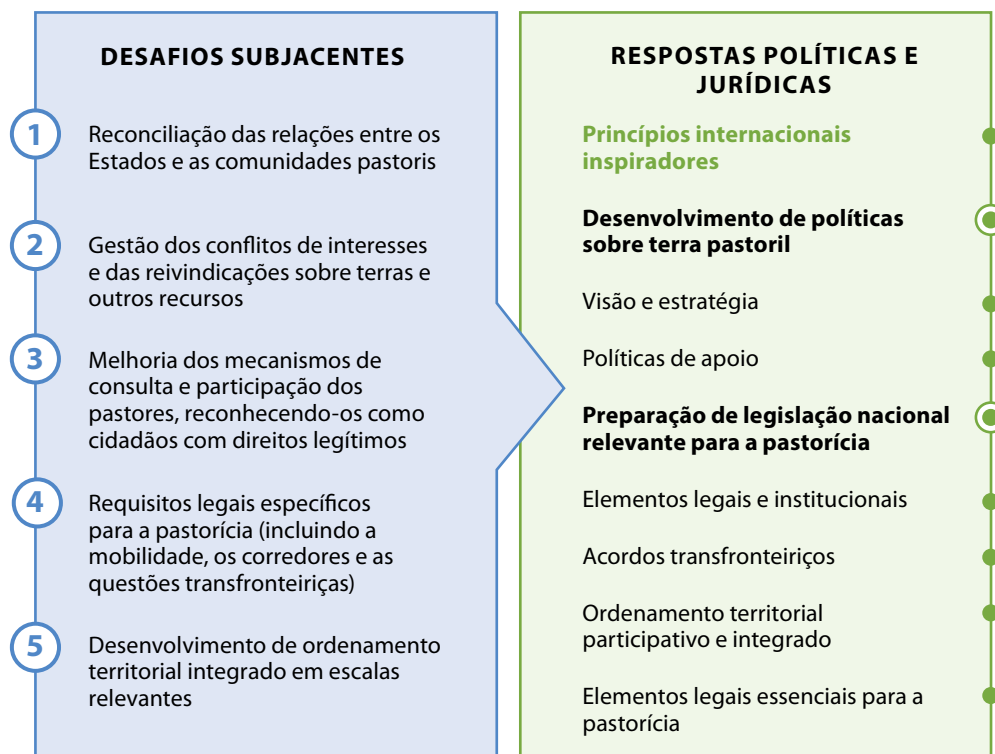 DESAFIOS SUBJACENTES
1
Reconciliação das relações entre os
Estados e as comunidades pastoris
2
Gestão dos conflitos de interesses
e das reivindicações sobre terras e
outros recursos
3
Melhoria dos mecanismos de
consulta e participação dos
pastores, reconhecendo-os como
cidadãos com direitos legítimos
4
Requisitos legais específicos
para a pastorícia (incluindo a
mobilidade, os corredores e as
questões transfronteiriças)
5
Desenvolvimento de ordenamento
territorial integrado em escalas
relevantes
RESPOSTAS POLÍTICAS E
JURÍDICAS
Princípios internacionais
inspiradores
Desenvolvimento de políticas
sobre terra pastoril
Visão e estratégia
Políticas de apoio
Preparação de legislação nacional
relevante para a pastorícia
Elementos legais e institucionais
Acordos transfronteiriços
Ordenamento territorial
participativo e integrado
Elementos legais essenciais para a
pastorícia